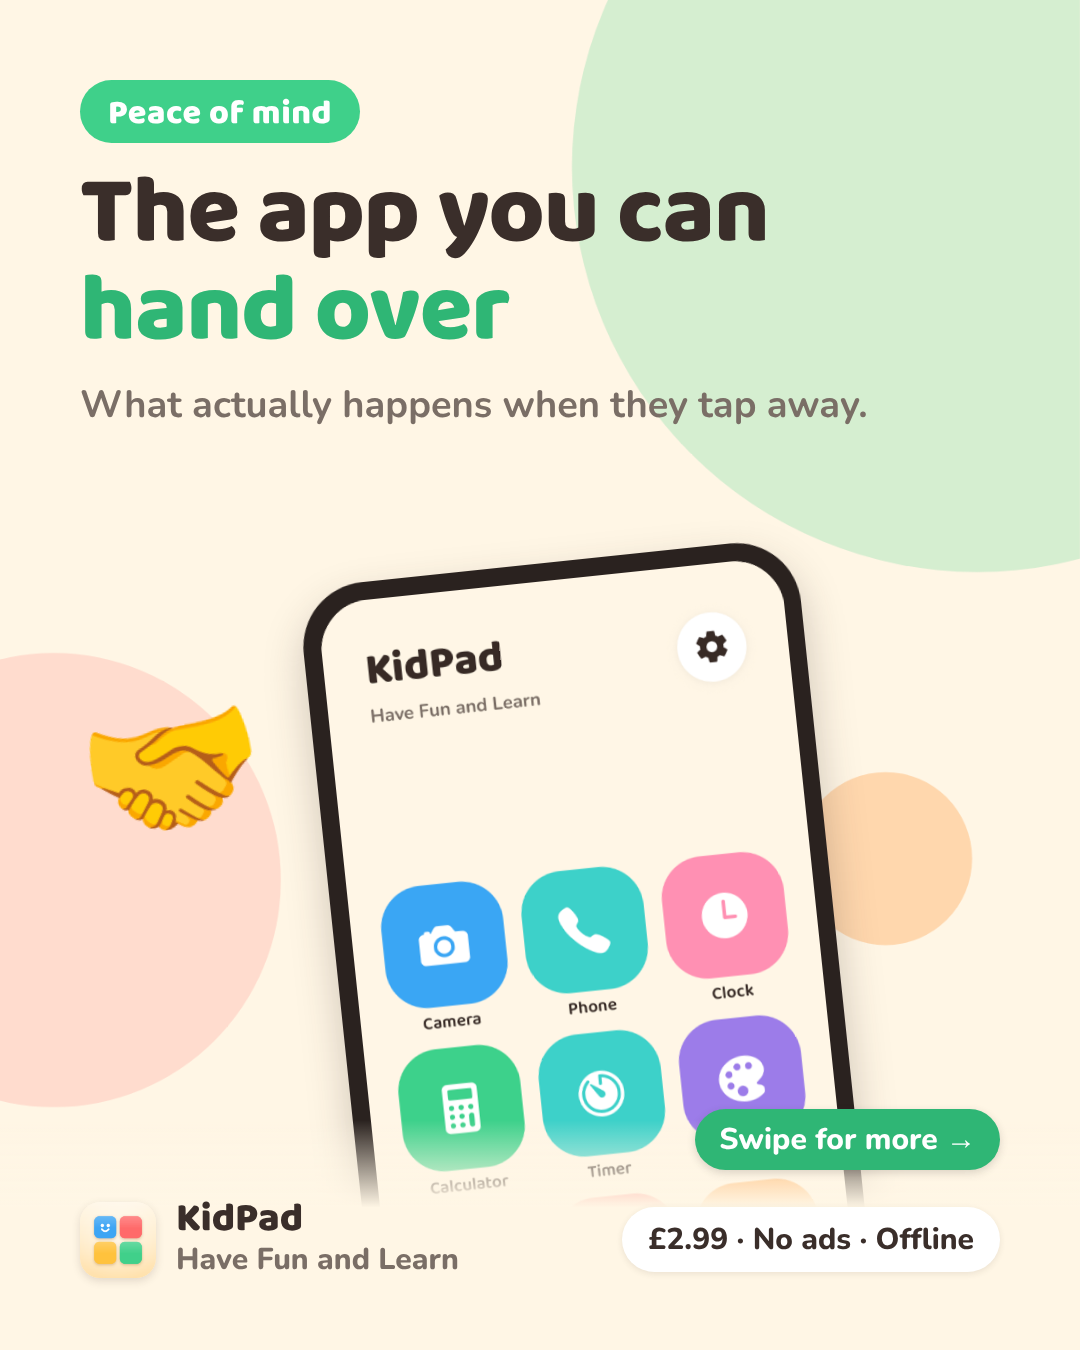 Peace of mind
The app you can
hand over
What actually happens when they tap away.
KidPad
Have Fun and Learn
Camera
Phone
Clock
Calculator
Timer
Swipe for more →
KidPad
Have Fun and Learn
£2.99 · No ads · Offline